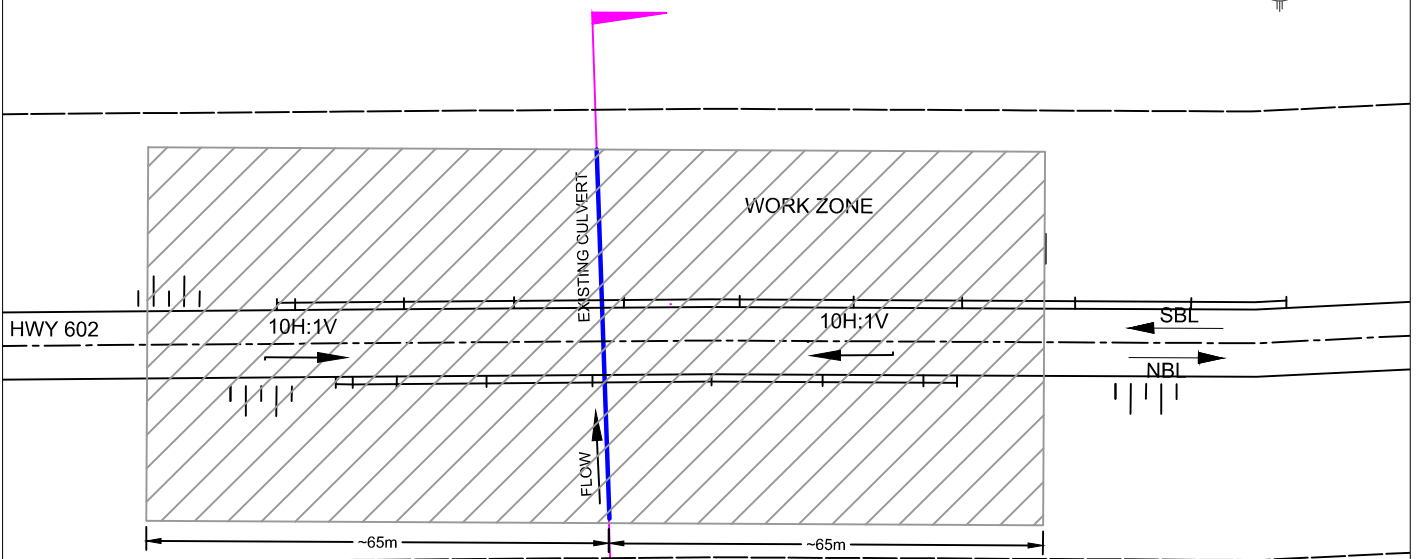 EXISTING CULVERT
WORK ZONE
HWY 602
10H:1V
10H:1V
SBL
NBL
FLOW
~65m
~65m